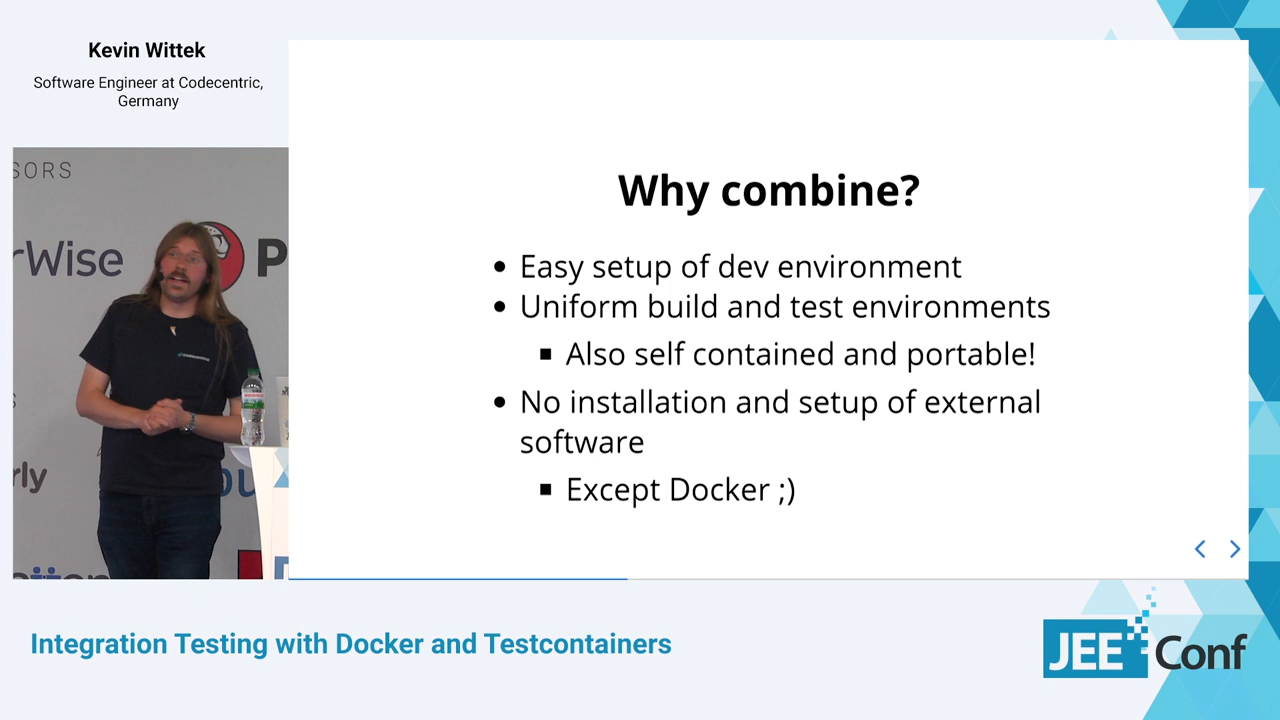 Kevin Wittek
Software Engineer at Codecentric,
Germany
SORS
rWise
P
rly
Why combine?
• Easy setup of dev environment
• Uniform build and test environments
▪ Also self contained and portable!
• No installation and setup of external
software
▪ Except Docker ;)
Integration Testing with Docker and Testcontainers
JEE Conf